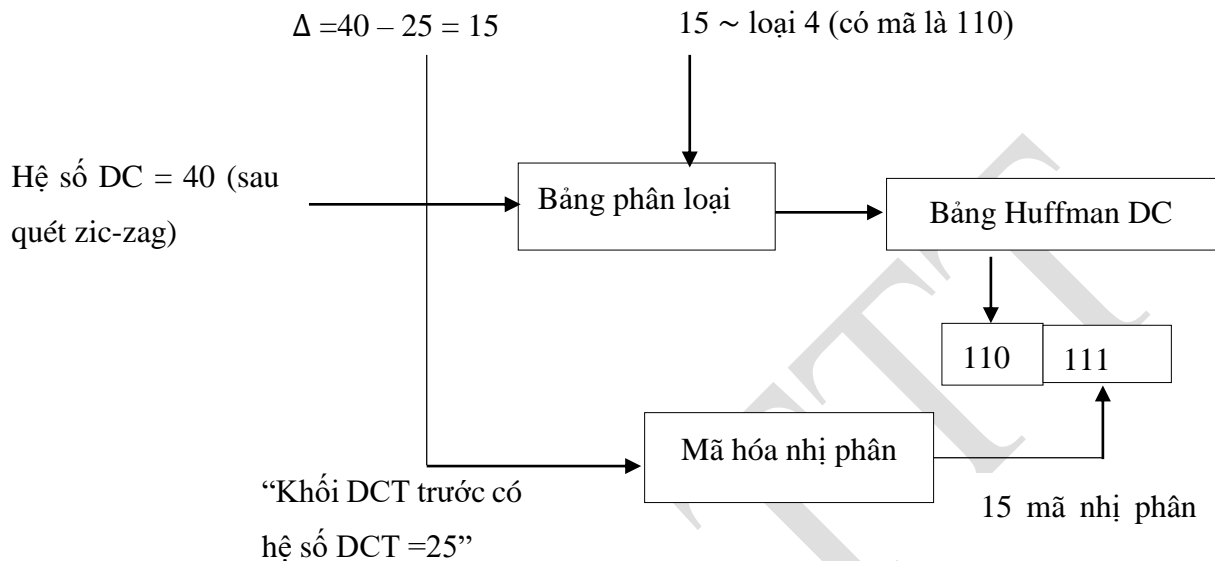 Δ =40 – 25 = 15
15 ~ loại 4 (có mã là 110)
Hệ số DC = 40 (sau
quét zic-zag)
Bảng phân loại
Bảng Huffman DC
110
111
Mã hóa nhị phân
“Khối DCT trước có
hệ số DCT =25”
15 mã nhị phân
TTT